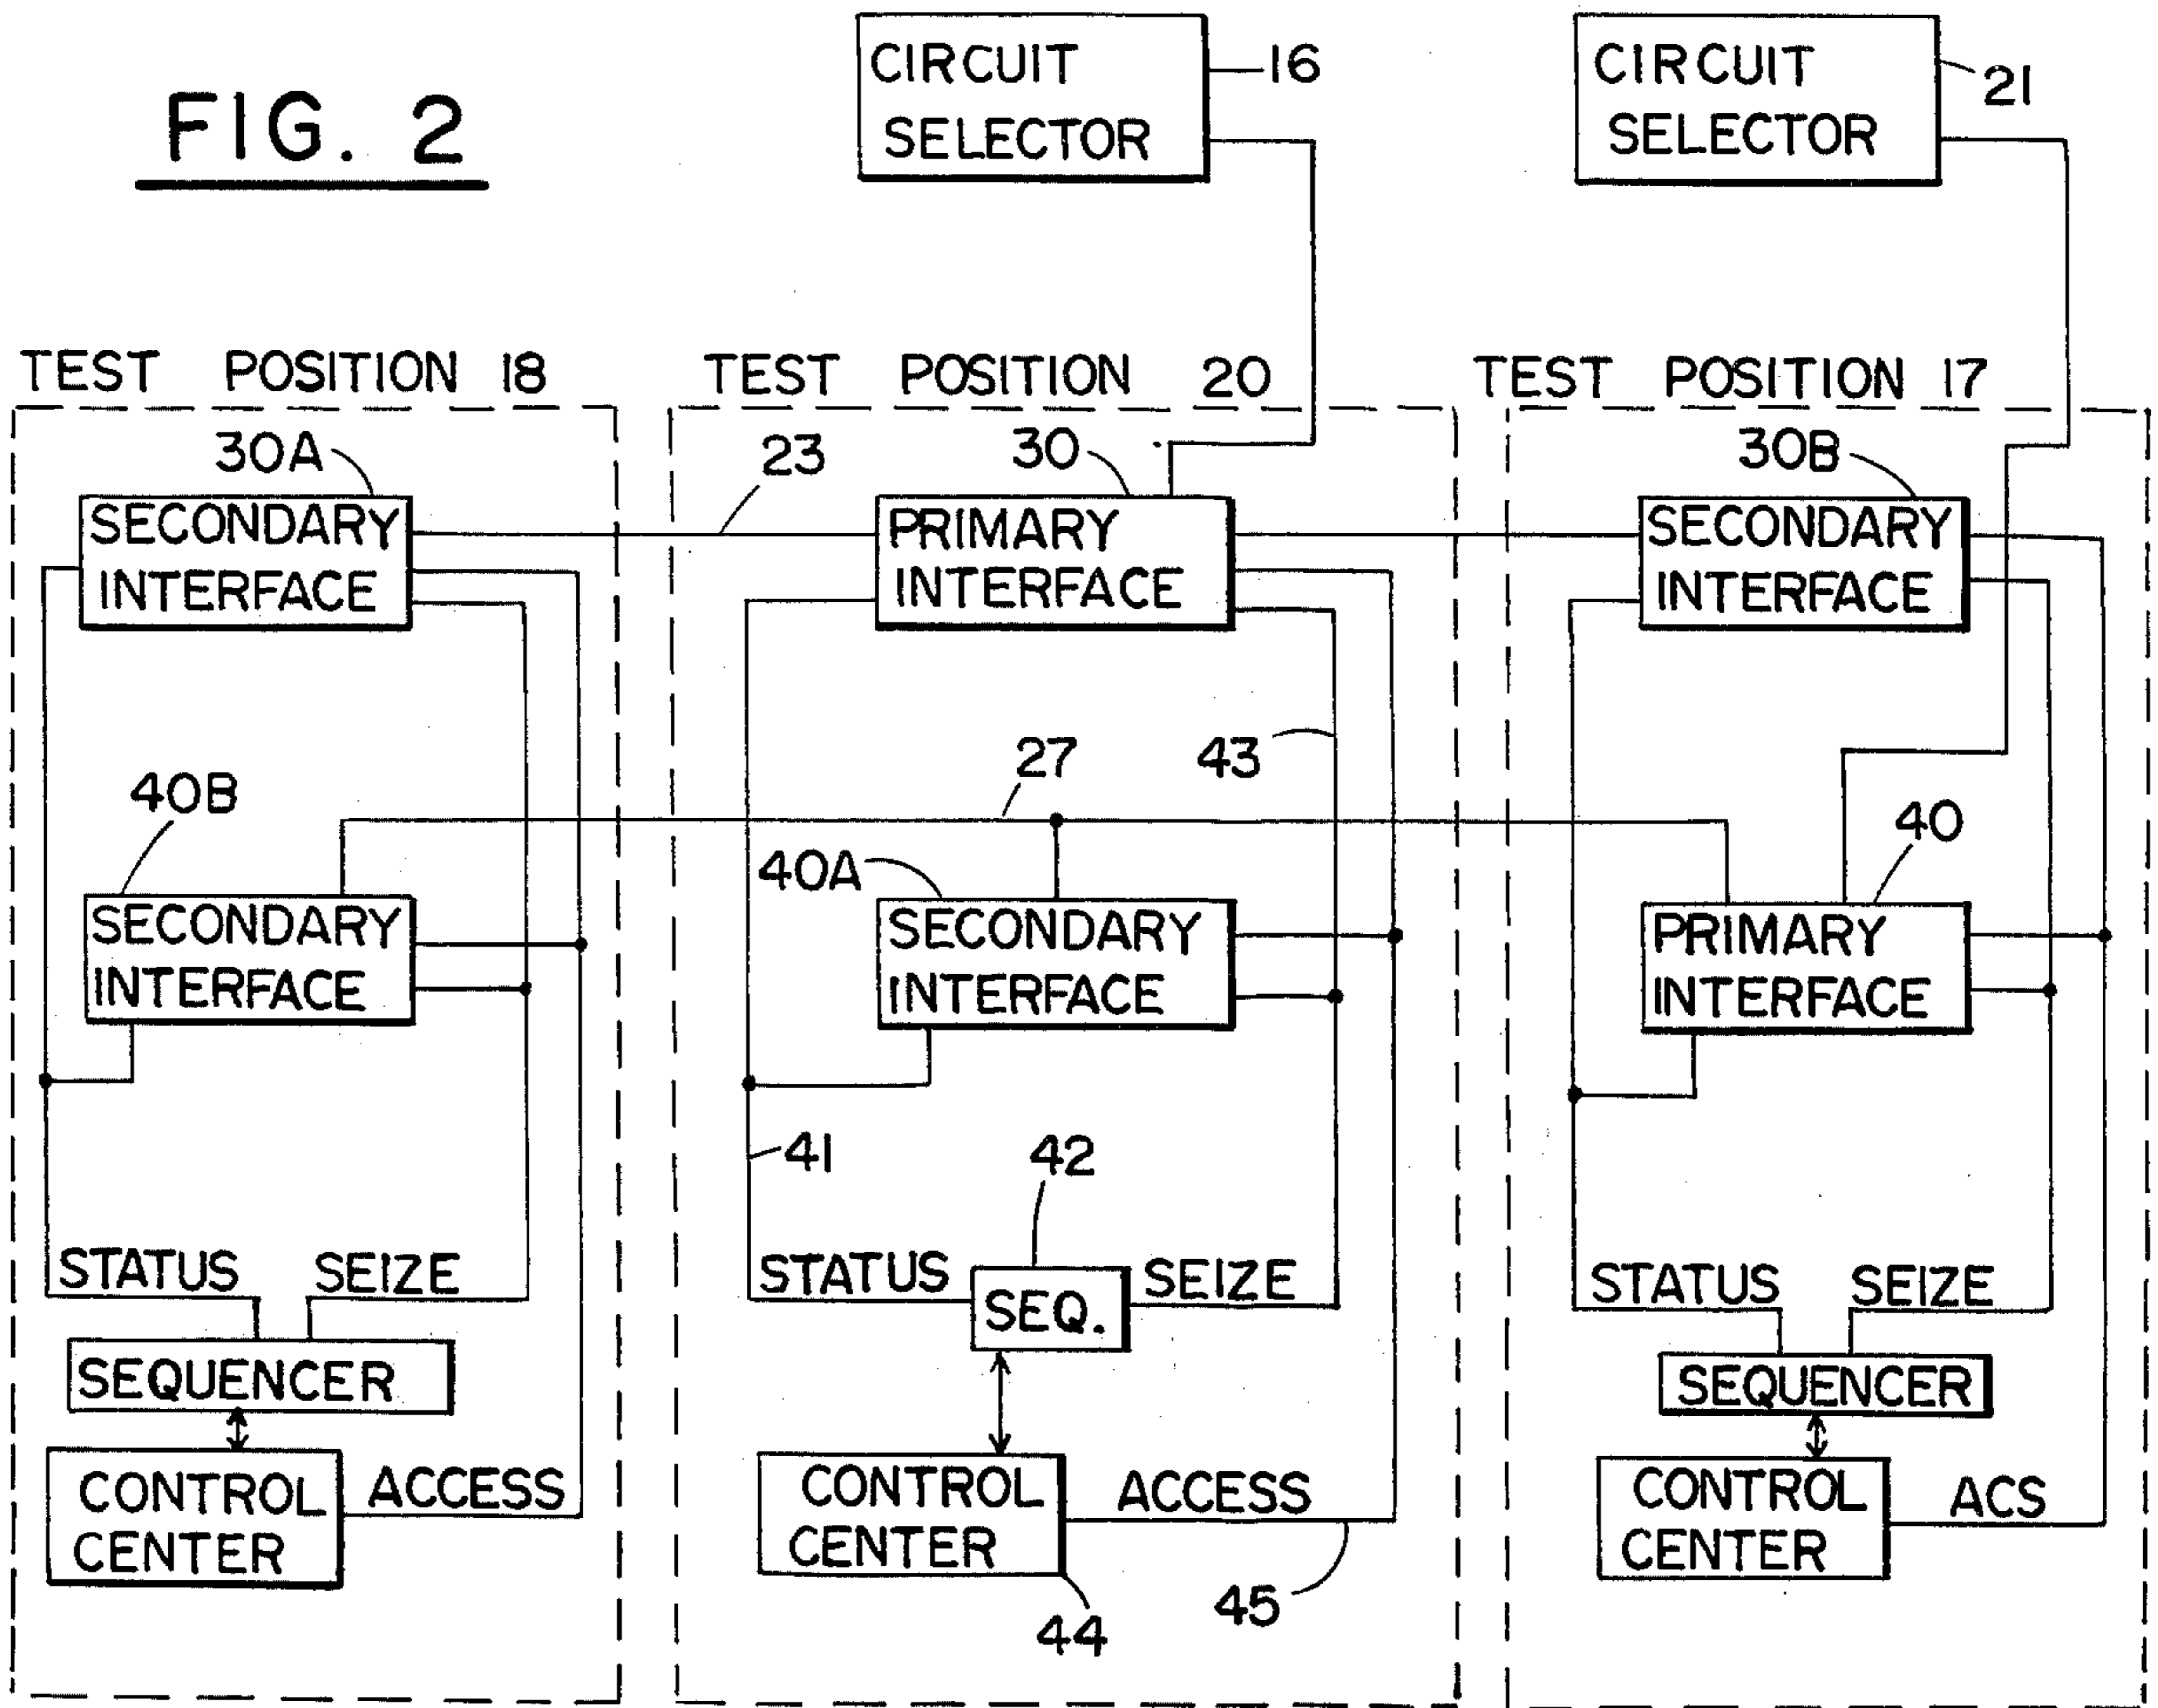 FIG. 2
CIRCUIT
SELECTOR
16
CIRCUIT
SELECTOR
21
TEST POSITION 18
TEST POSITION 20
TEST POSITION 17
30A
23
30
30B
SECONDARY
INTERFACE
PRIMARY
INTERFACE
SECONDARY
INTERFACE
43
27
40B
40A
40
SECONDARY
INTERFACE
SECONDARY
INTERFACE
PRIMARY
INTERFACE
41
42
STATUS
SEIZE
STATUS
SEQ.
SEIZE
STATUS
SEIZE
SEQUENCER
SEQUENCER
CONTROL
CENTER
ACCESS
CONTROL
CENTER
ACCESS
CONTROL
CENTER
ACS
44
45